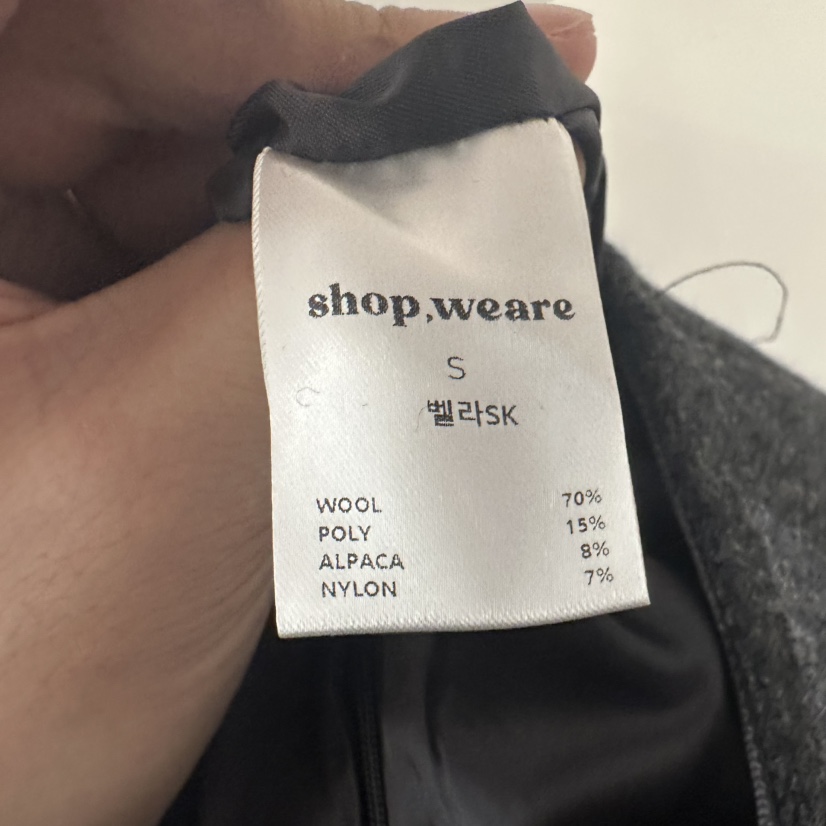 shop,weare
S
벨라SK
WOOL 70%
POLY 15%
ALPACA 8%
NYLON 7%